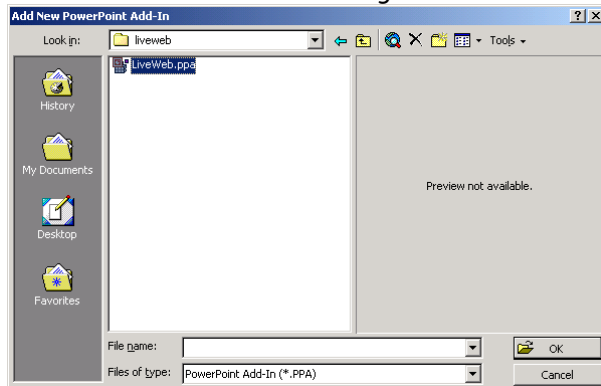 Add New PowerPoint Add-In
Look in: liveweb Tools
LiveWeb.ppa
History
My Documents
Preview not available.
Desktop
Favorites
File name: OK
Files of type: PowerPoint Add-In (*.PPA) Cancel